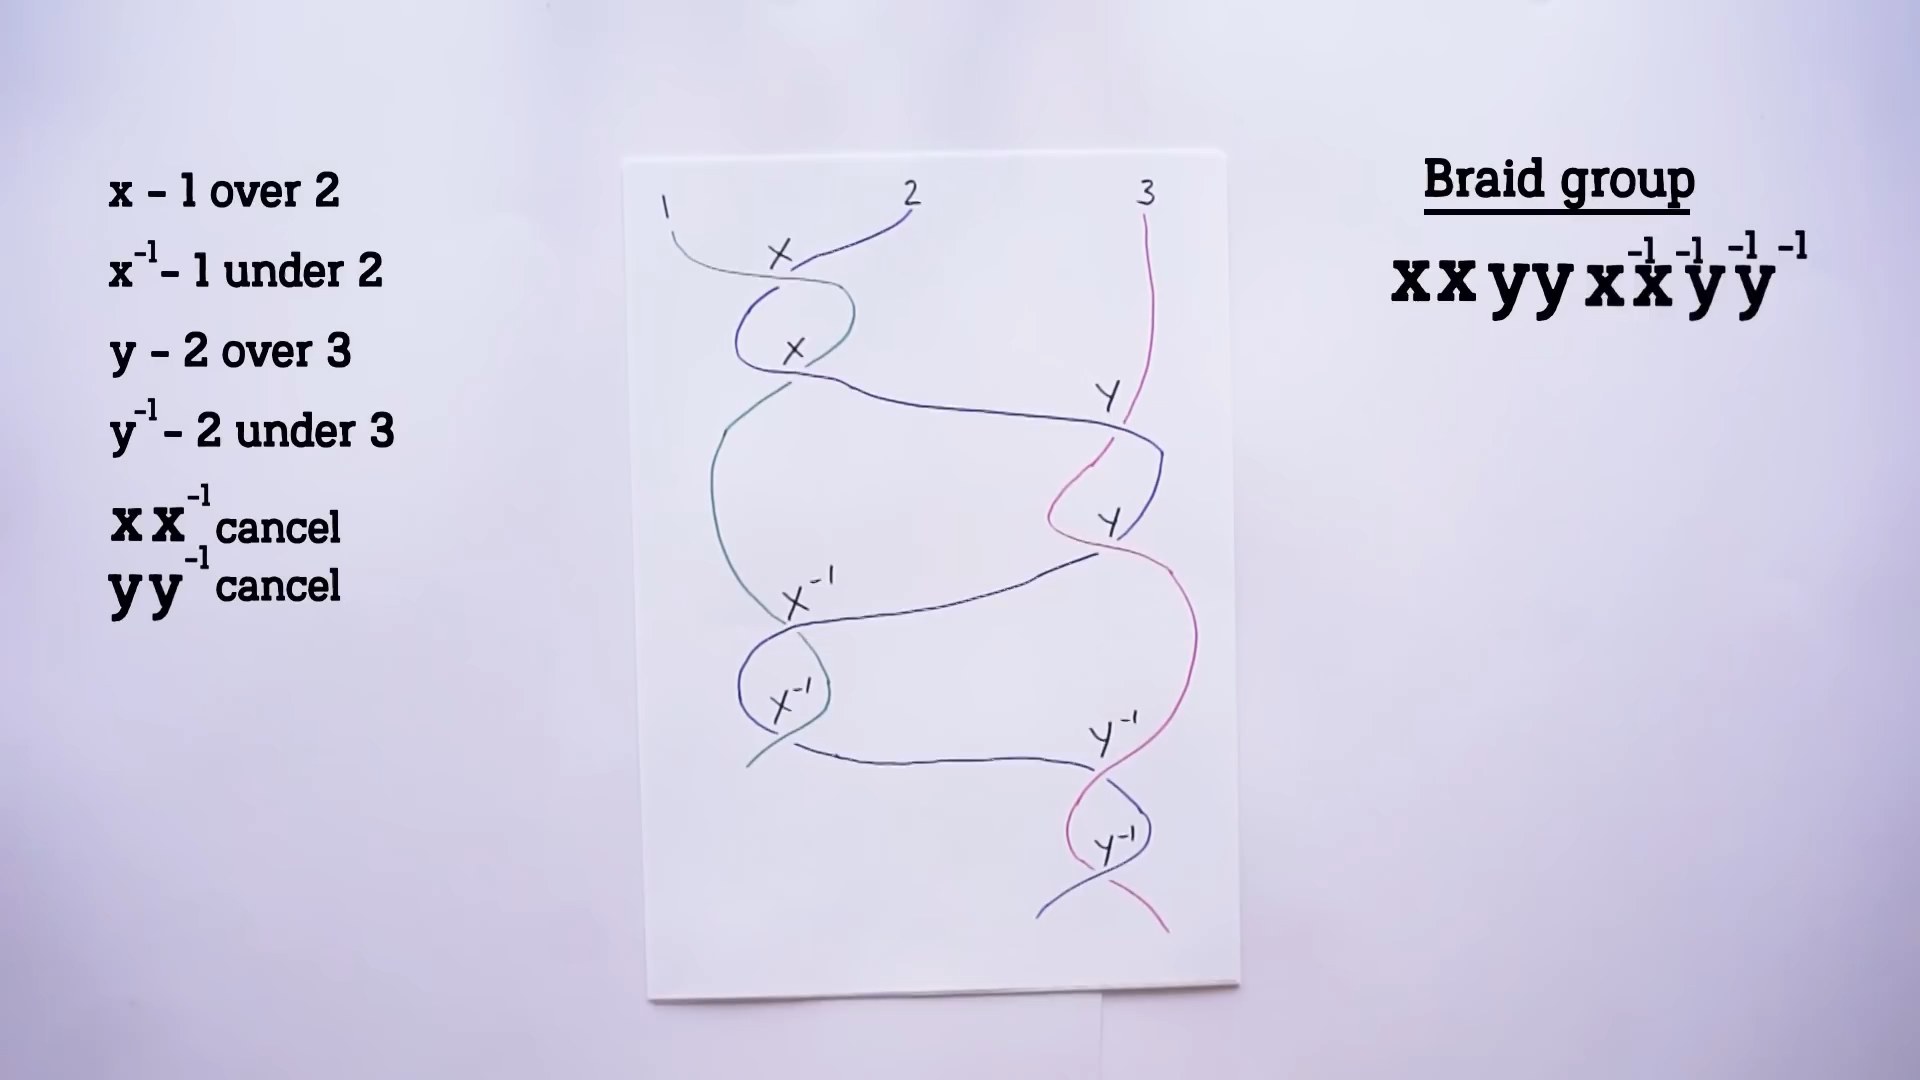 x - 1 over 2
x⁻¹ - 1 under 2
y - 2 over 3
y⁻¹ - 2 under 3
x x⁻¹ cancel
y y⁻¹ cancel
1 2 3
X
X
Y
Y
X⁻¹
X⁻¹
Y⁻¹
Y⁻¹
Braid group
x x y y x⁻¹ x⁻¹ y⁻¹ y⁻¹